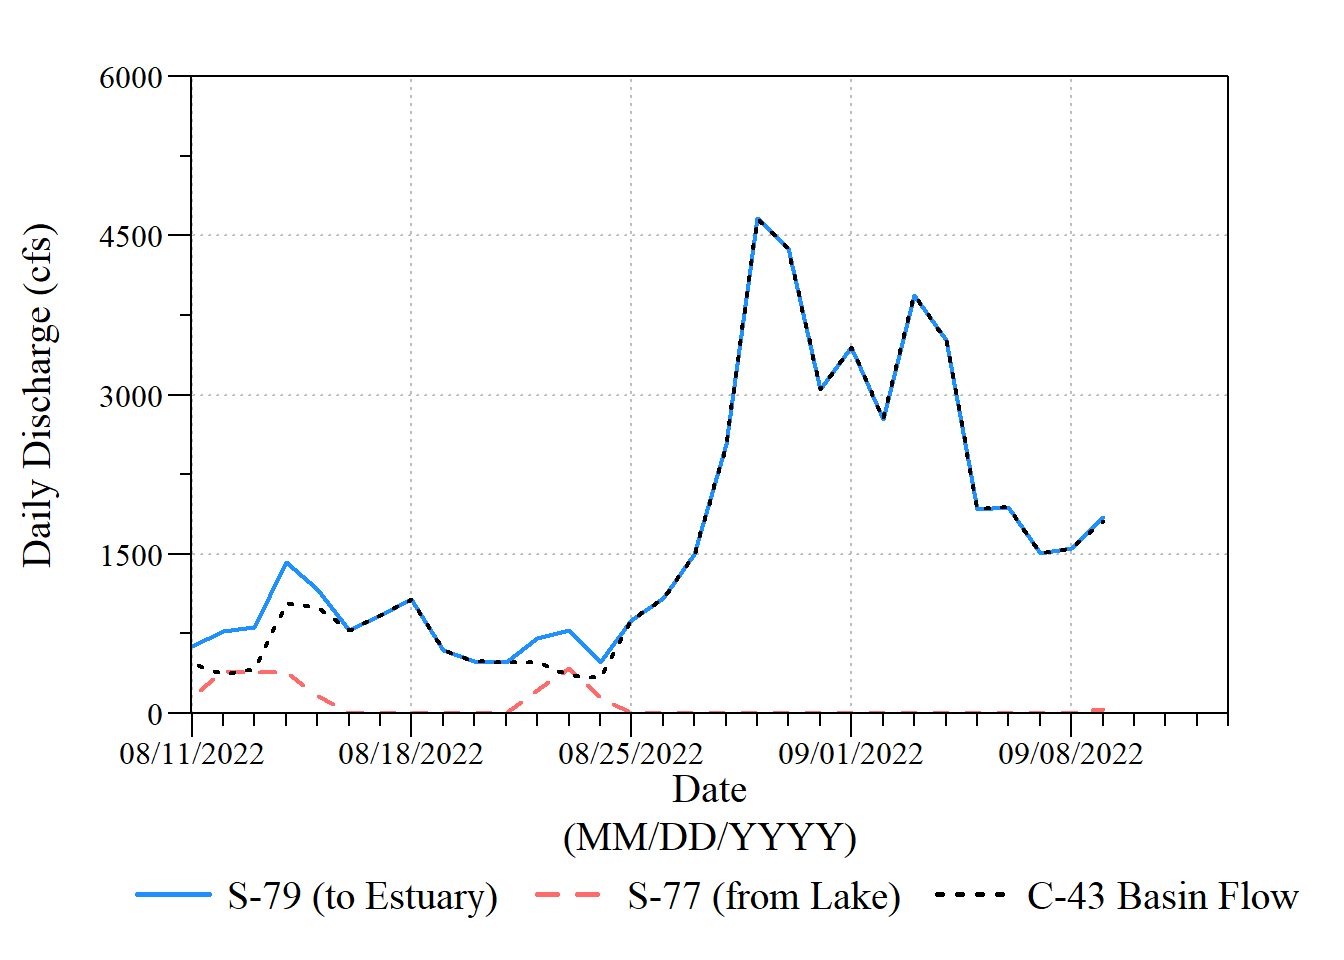 6000
4500
3000
1500
0
Daily Discharge (cfs)
08/11/2022 08/18/2022 08/25/2022 09/01/2022 09/08/2022
Date
(MM/DD/YYYY)
S-79 (to Estuary) S-77 (from Lake) C-43 Basin Flow